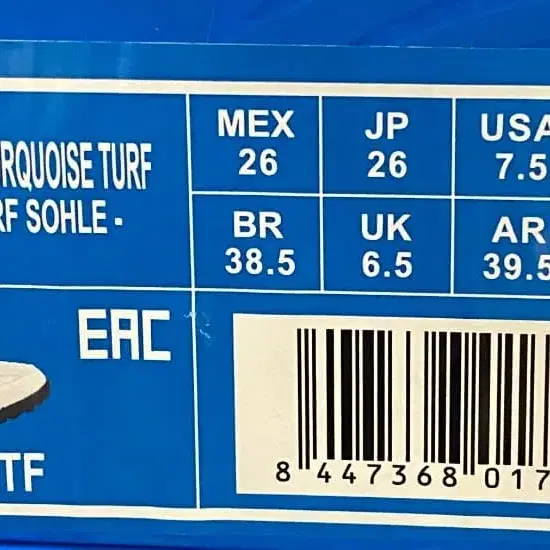 RQUOISE TURF
RF SOHLE -
MEX
26
JP
26
USA
7.5
BR
38.5
UK
6.5
AR
39.5
EAC
TF
8 447368 017